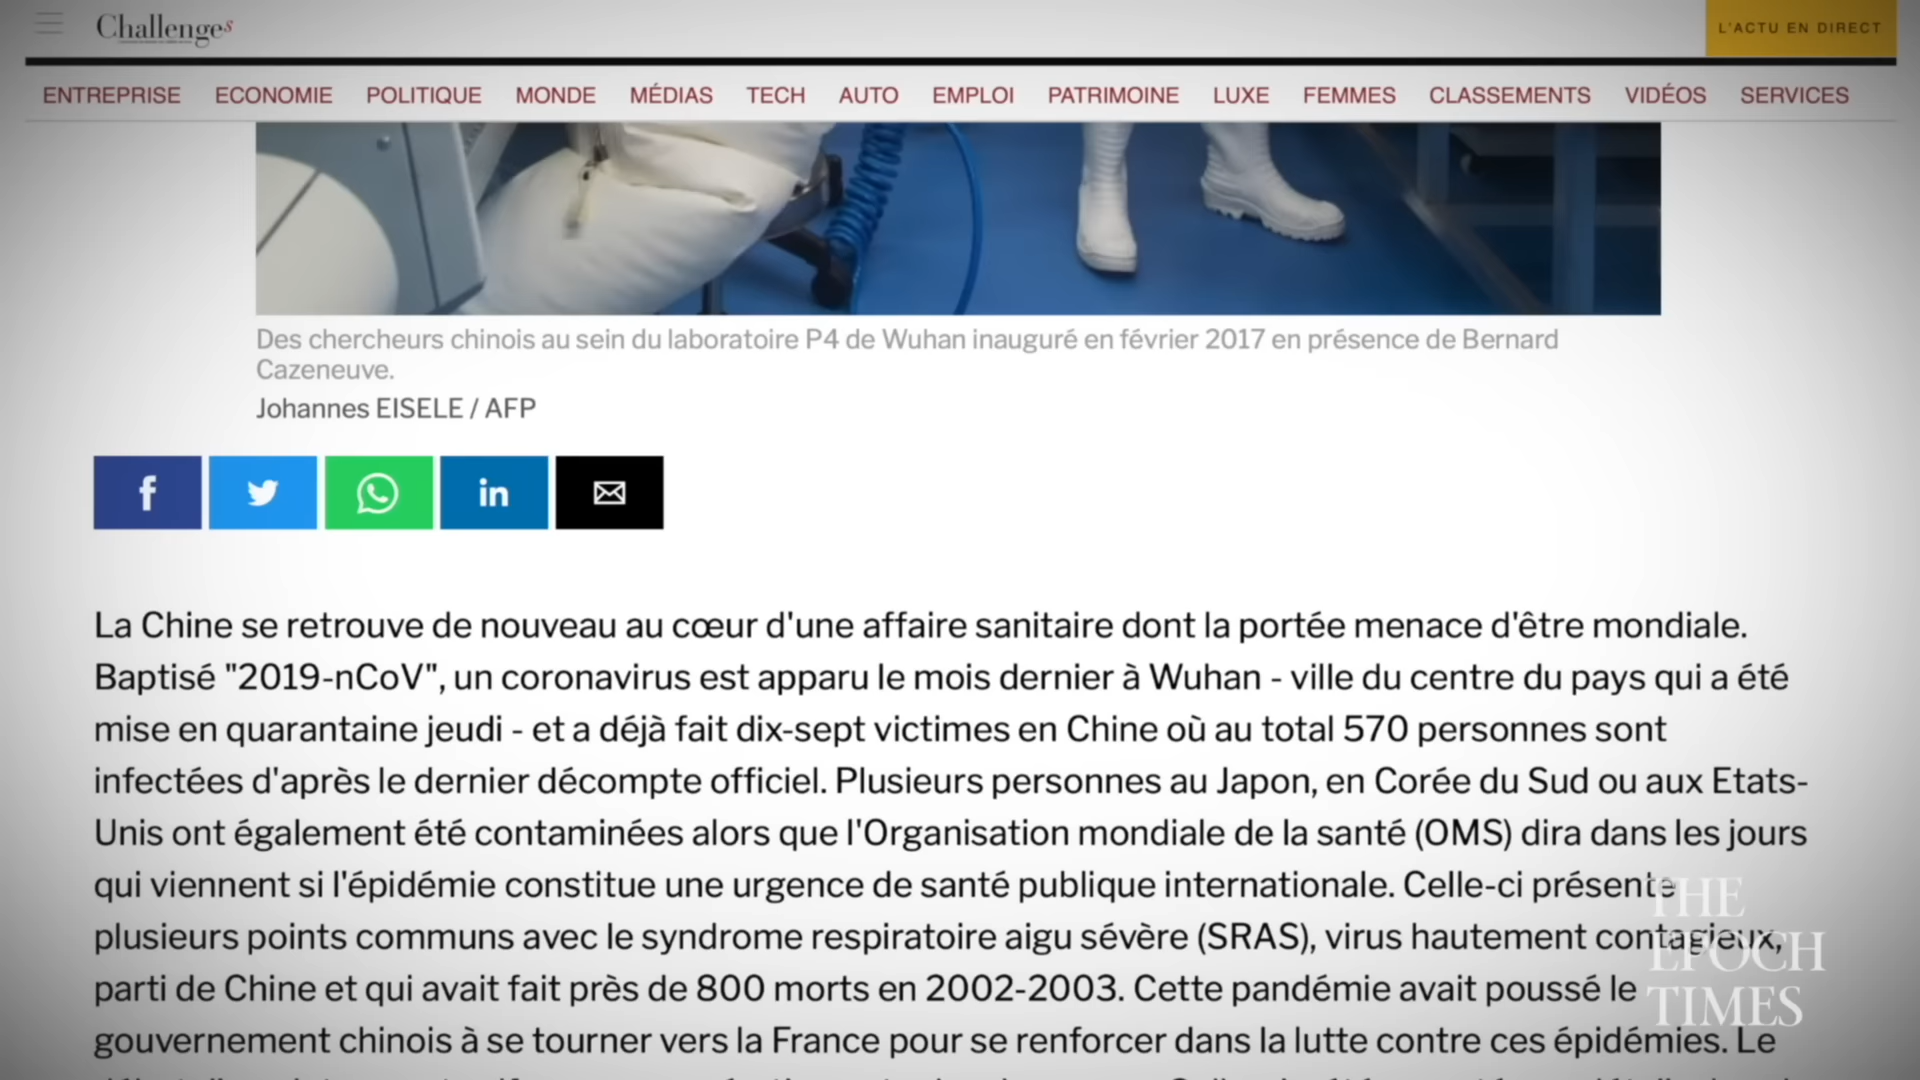 Challenges
L'ACTU EN DIRECT
ENTREPRISE ECONOMIE POLITIQUE MONDE MÉDIAS TECH AUTO EMPLOI PATRIMOINE LUXE FEMMES CLASSEMENTS VIDÉOS SERVICES
Des chercheurs chinois au sein du laboratoire P4 de Wuhan inauguré en février 2017 en présence de Bernard
Cazeneuve.
Johannes EISELE / AFP
La Chine se retrouve de nouveau au cœur d'une affaire sanitaire dont la portée menace d'être mondiale.
Baptisé "2019-nCoV", un coronavirus est apparu le mois dernier à Wuhan - ville du centre du pays qui a été
mise en quarantaine jeudi - et a déjà fait dix-sept victimes en Chine où au total 570 personnes sont
infectées d'après le dernier décompte officiel. Plusieurs personnes au Japon, en Corée du Sud ou aux Etats-
Unis ont également été contaminées alors que l'Organisation mondiale de la santé (OMS) dira dans les jours
qui viennent si l'épidémie constitue une urgence de santé publique internationale. Celle-ci présente
plusieurs points communs avec le syndrome respiratoire aigu sévère (SRAS), virus hautement contagieux,
parti de Chine et qui avait fait près de 800 morts en 2002-2003. Cette pandémie avait poussé le
gouvernement chinois à se tourner vers la France pour se renforcer dans la lutte contre ces épidémies. Le
THE
EPOCH
TIMES